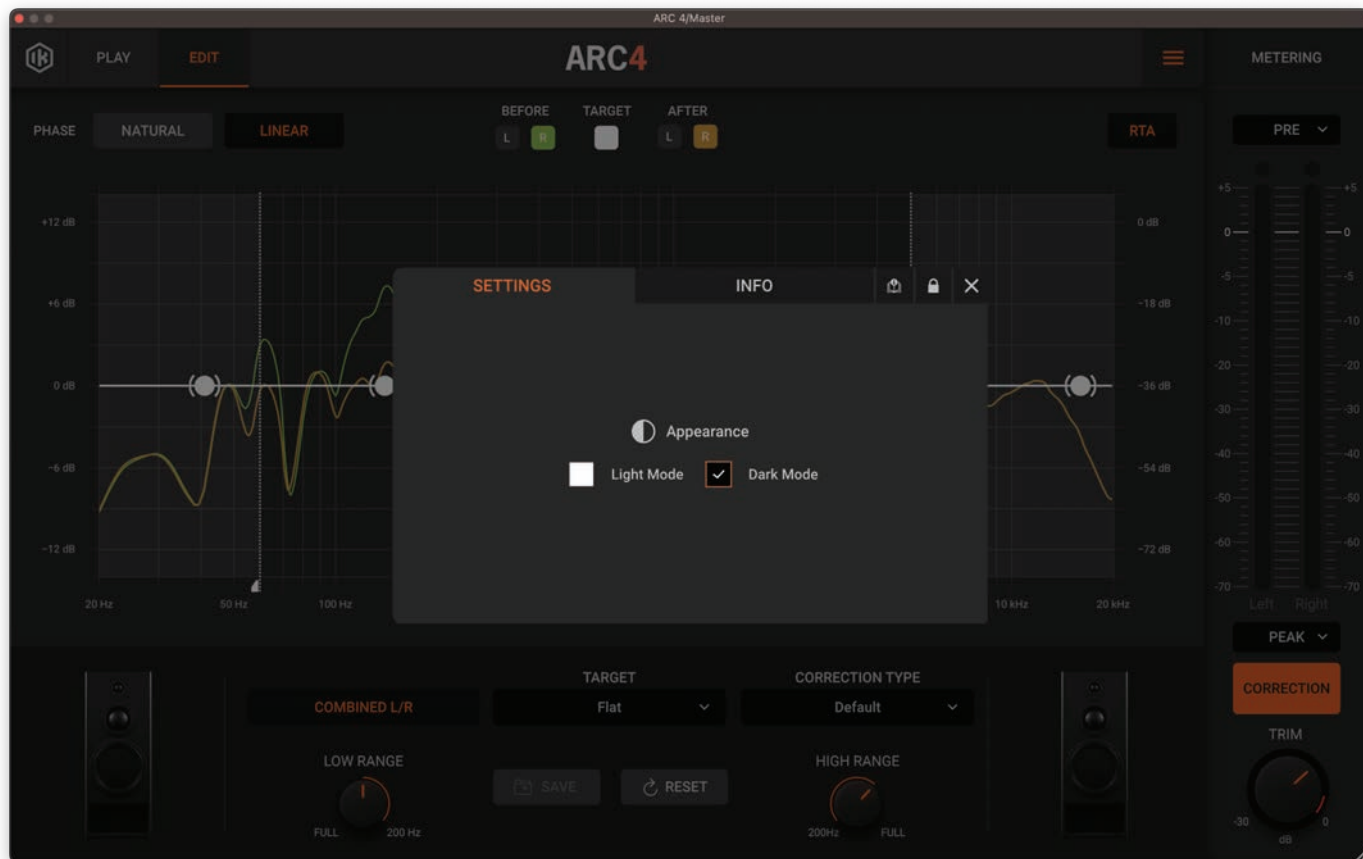 ARC 4/Master
PLAY EDIT ARC4 METERING
BEFORE TARGET AFTER
PHASE NATURAL LINEAR L R L R RTA PRE
+5 +5
+12 dB 0 dB 0 0
SETTINGS INFO -5 -5
+6 dB -18 dB
-10 -10
-20 -20
0 dB -36 dB
-30 -30
Appearance
-40 -40
-6 dB Light Mode Dark Mode -54 dB
-50 -50
-12 dB -72 dB -60 -60
-70 -70
20 Hz 50 Hz 100 Hz 10 kHz 20 kHz Left Right
PEAK
TARGET CORRECTION TYPE
CORRECTION
COMBINED L/R Flat Default
TRIM
LOW RANGE HIGH RANGE
SAVE RESET
-30 0
FULL 200 Hz 200Hz FULL
dB